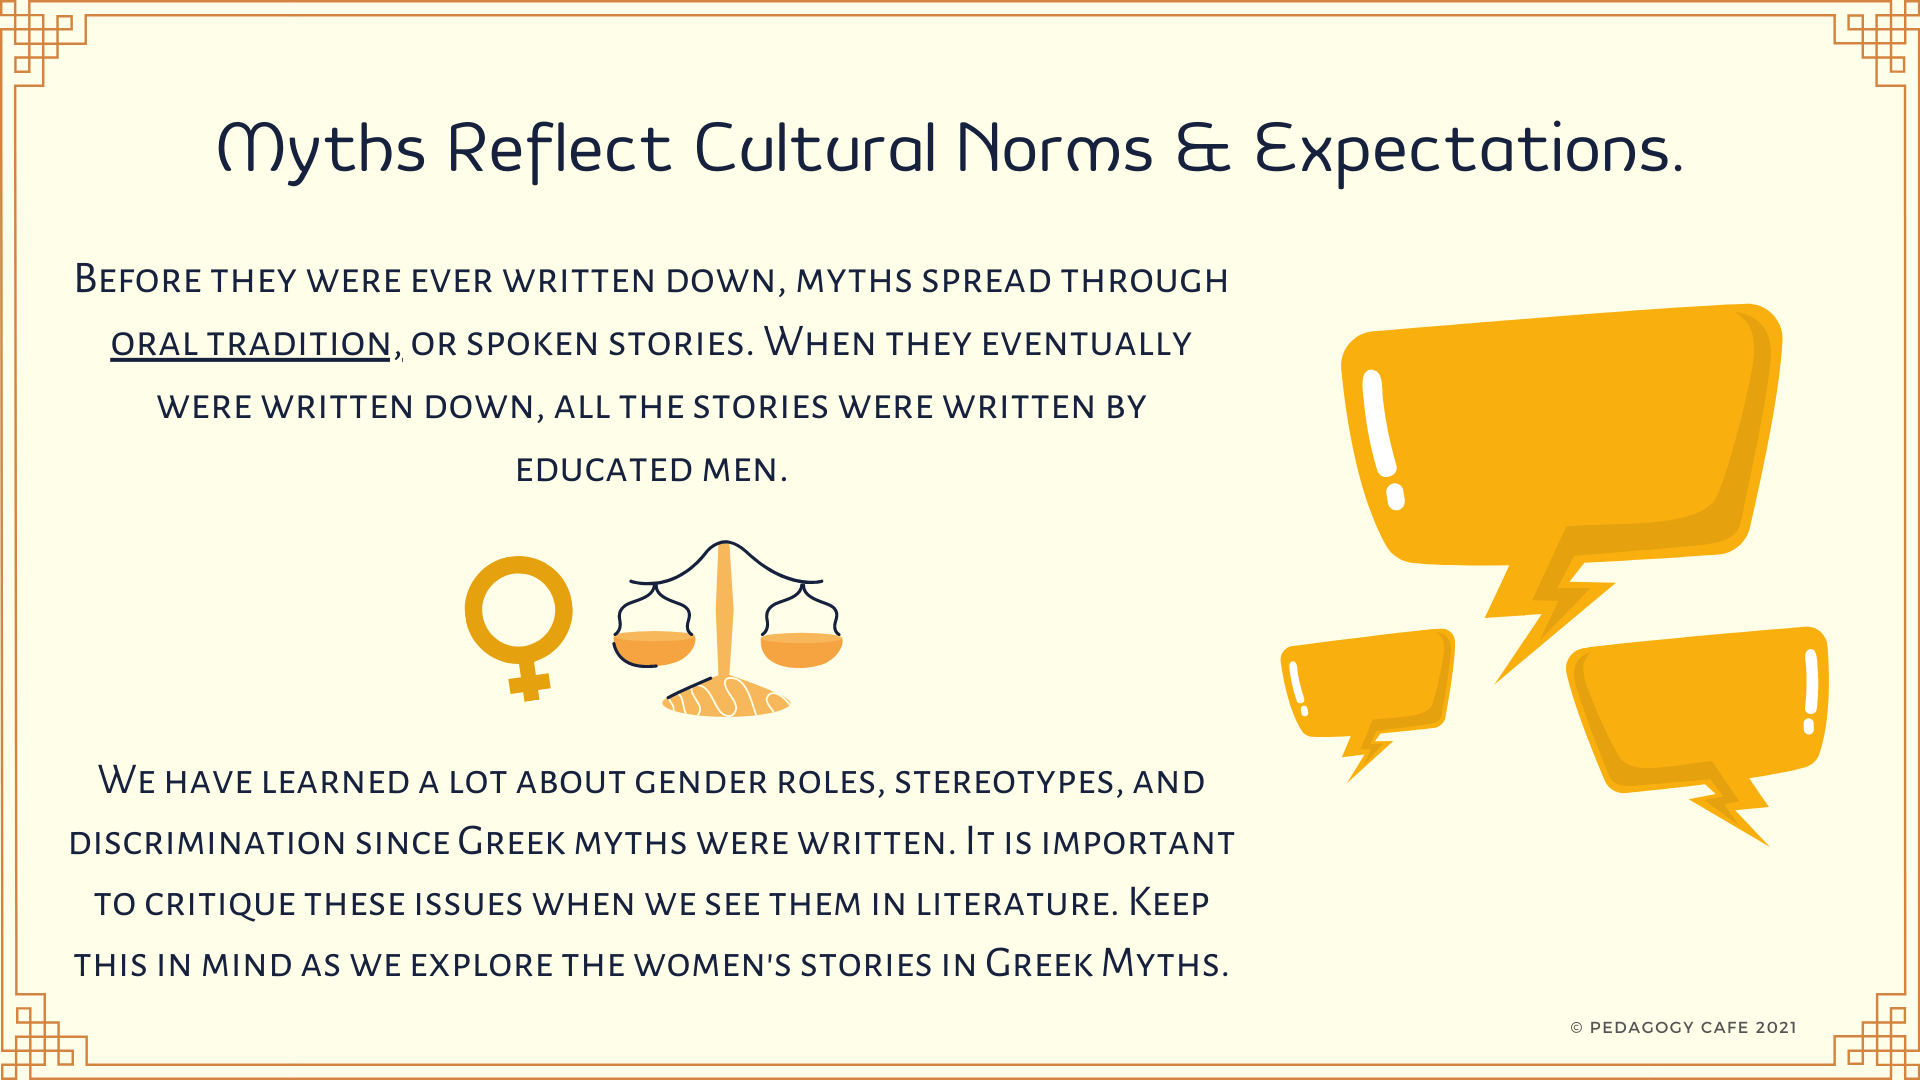 Myths Reflect Cultural Norms & Expectations.
Before they were ever written down, myths spread through
oral tradition, or spoken stories. When they eventually
were written down, all the stories were written by
educated men.
We have learned a lot about gender roles, stereotypes, and
discrimination since Greek myths were written. It is important
to critique these issues when we see them in literature. Keep
this in mind as we explore the women's stories in Greek Myths.
© PEDAGOGY CAFE 2021